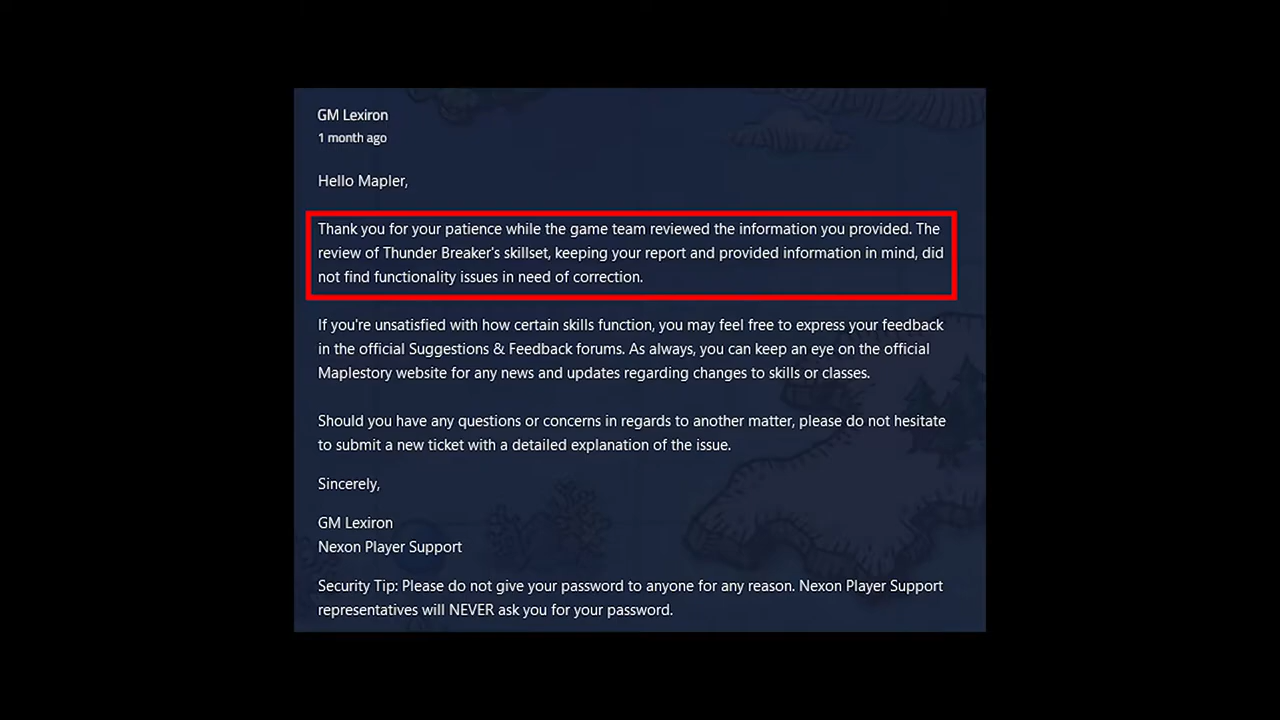 GM Lexiron
1 month ago
Hello Mapler,
Thank you for your patience while the game team reviewed the information you provided. The
review of Thunder Breaker's skillset, keeping your report and provided information in mind, did
not find functionality issues in need of correction.
If you're unsatisfied with how certain skills function, you may feel free to express your feedback
in the official Suggestions & Feedback forums. As always, you can keep an eye on the official
Maplestory website for any news and updates regarding changes to skills or classes.
Should you have any questions or concerns in regards to another matter, please do not hesitate
to submit a new ticket with a detailed explanation of the issue.
Sincerely,
GM Lexiron
Nexon Player Support
Security Tip: Please do not give your password to anyone for any reason. Nexon Player Support
representatives will NEVER ask you for your password.